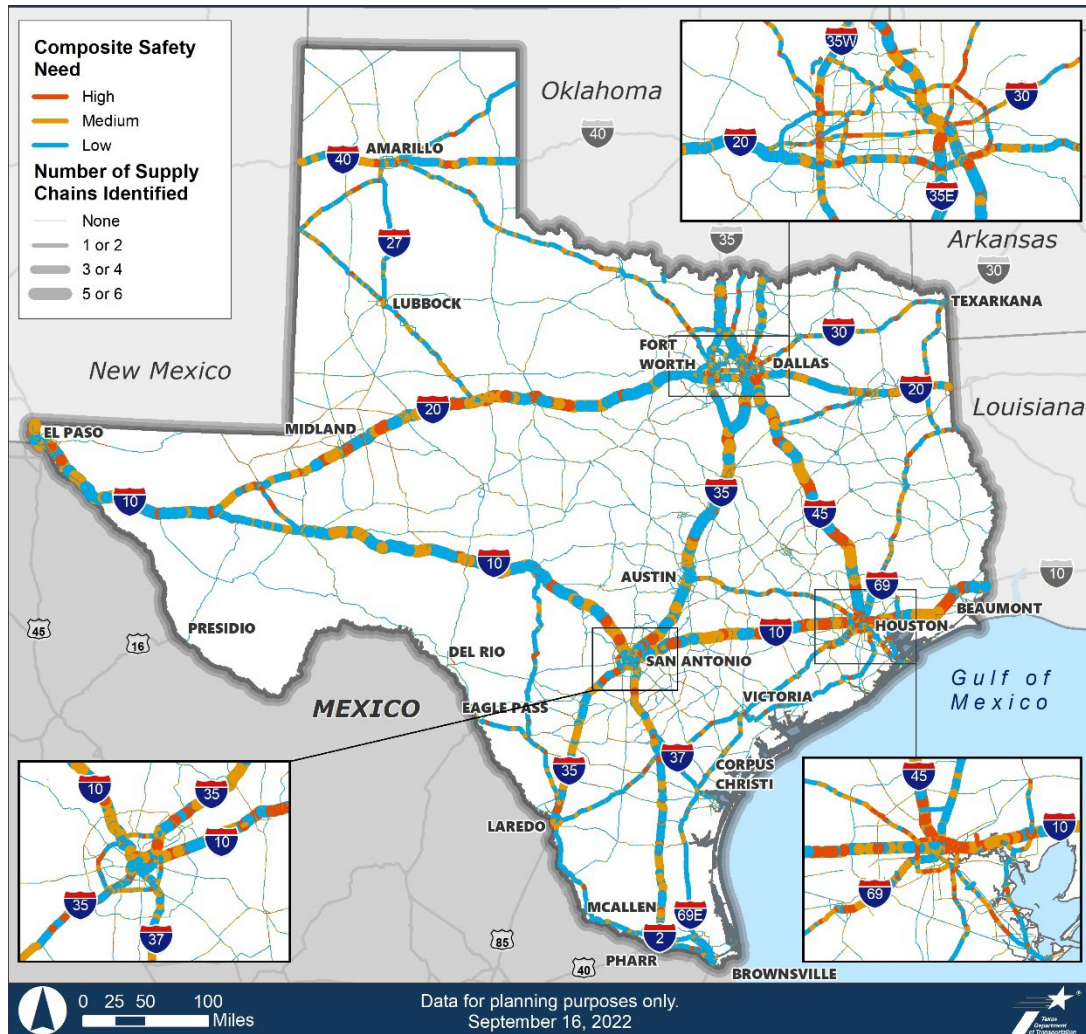 Composite Safety
Need
High
Medium
Low
Number of Supply
Chains Identified
None
1 or 2
3 or 4
5 or 6
35W
30
20
35E
Oklahoma
40
40
AMARILLO
27
LUBBOCK
35
Arkansas
30
TEXARKANA
30
FORT
WORTH
DALLAS
New Mexico
20
20
Louisiana
MIDLAND
EL PASO
10
35
45
10
AUSTIN
69
10
BEAUMONT
HOUSTON
10
SAN ANTONIO
45
16
PRESIDIO
DEL RIO
MEXICO
EAGLE PASS
VICTORIA
Gulf of
Mexico
35
37
CORPUS
CHRISTI
LAREDO
MCALLEN
69E
2
PHARR
BROWNSVILLE
85
40
10
35
10
35
37
45
10
69
0 25 50 100
Miles
Data for planning purposes only.
September 16, 2022
Texas
Department
of Transportation